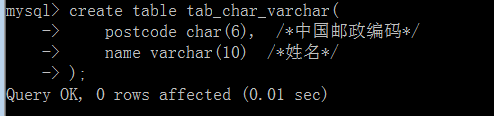 mysql> create table tab_char_varchar(
    ->     postcode char(6),  /*中国邮政编码*/
    ->     name varchar(10)  /*姓名*/
    -> );
Query OK, 0 rows affected (0.01 sec)